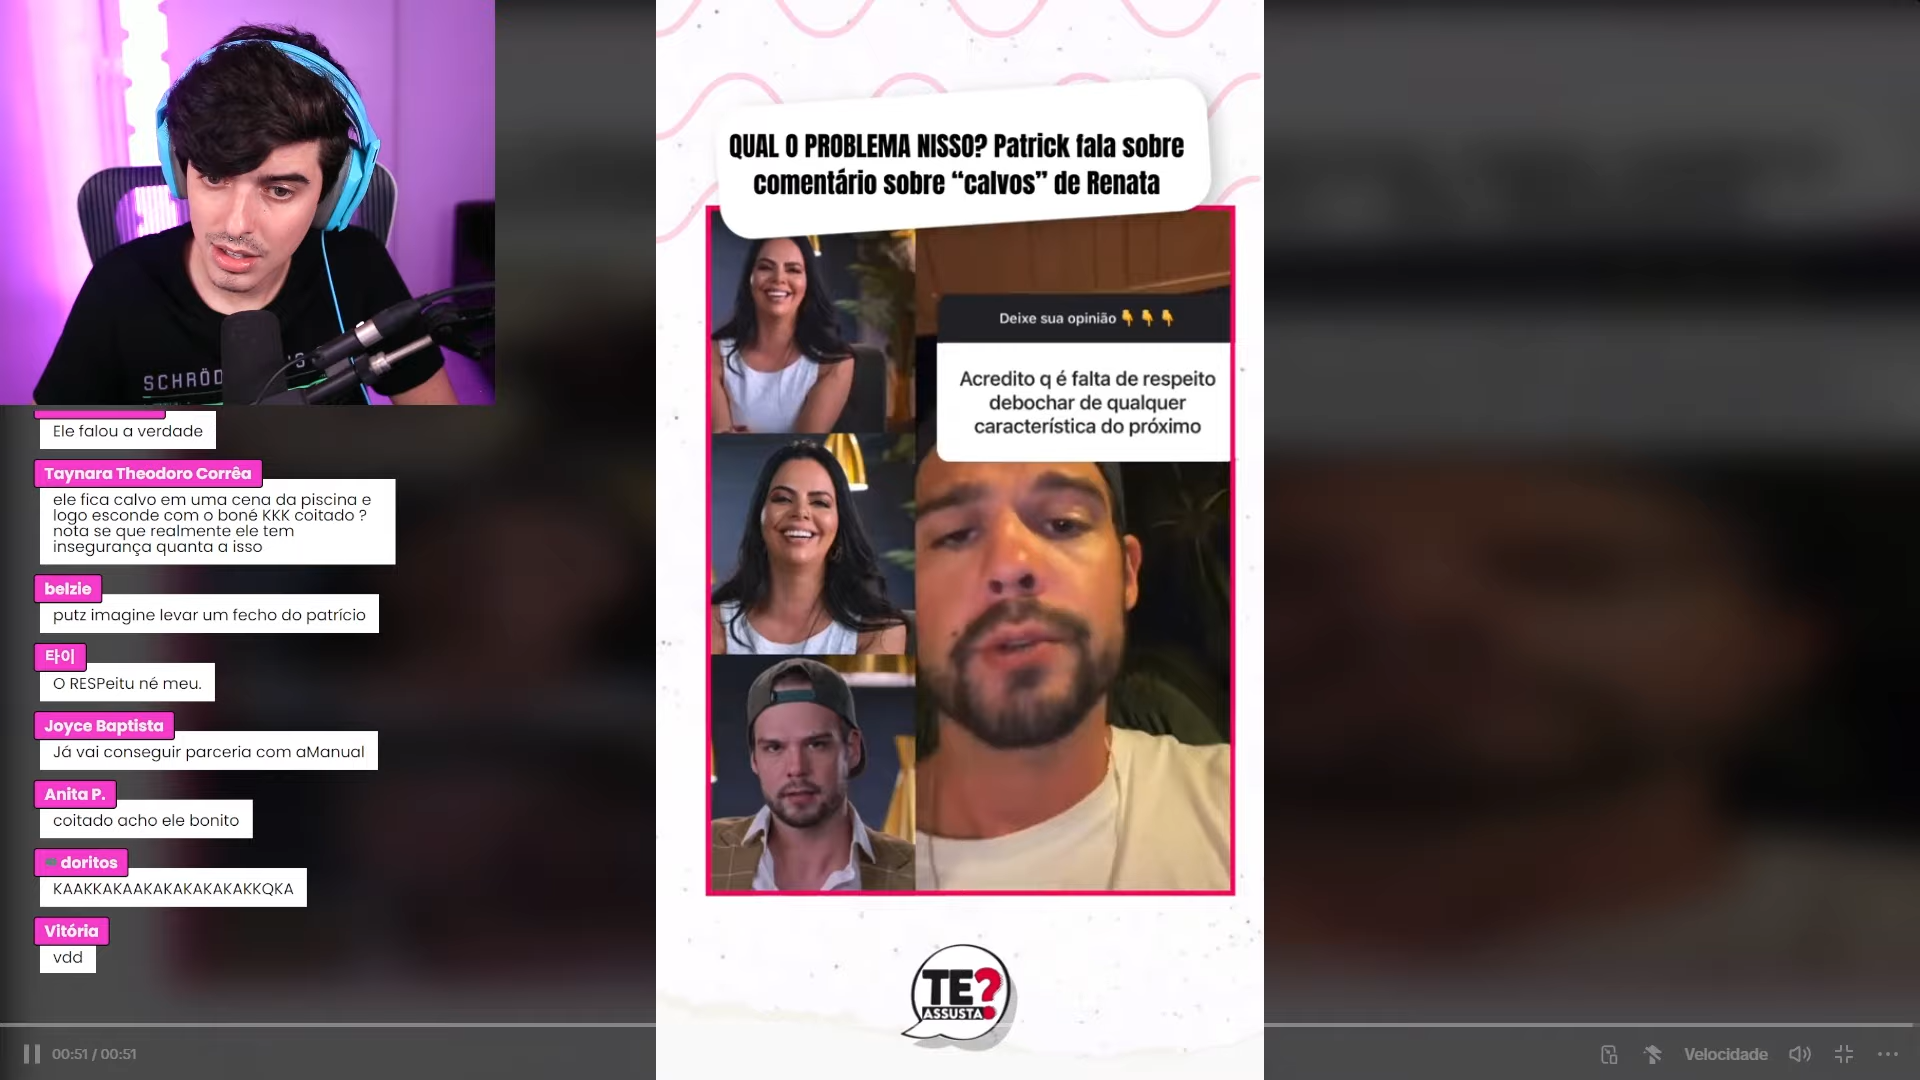 SCHRÖD
Ele falou a verdade
Taynara Theodoro Corrêa
ele fica calvo em uma cena da piscina e
logo esconde com o boné KKK coitado ?
nota se que realmente ele tem
insegurança quanta a isso
belzie
putz imagine levar um fecho do patrício
타이
O RESPeitu né meu.
Joyce Baptista
Já vai conseguir parceria com aManual
Anita P.
coitado acho ele bonito
doritos
KAAKKAKAAKAKAKAKAKAKKQKA
Vitória
vdd
QUAL O PROBLEMA NISSO? Patrick fala sobre
comentário sobre “calvos” de Renata
Deixe sua opinião 👇 👇 👇
Acredito q é falta de respeito
debochar de qualquer
característica do próximo
TE?
ASSUSTA
00:51 / 00:51
Velocidade